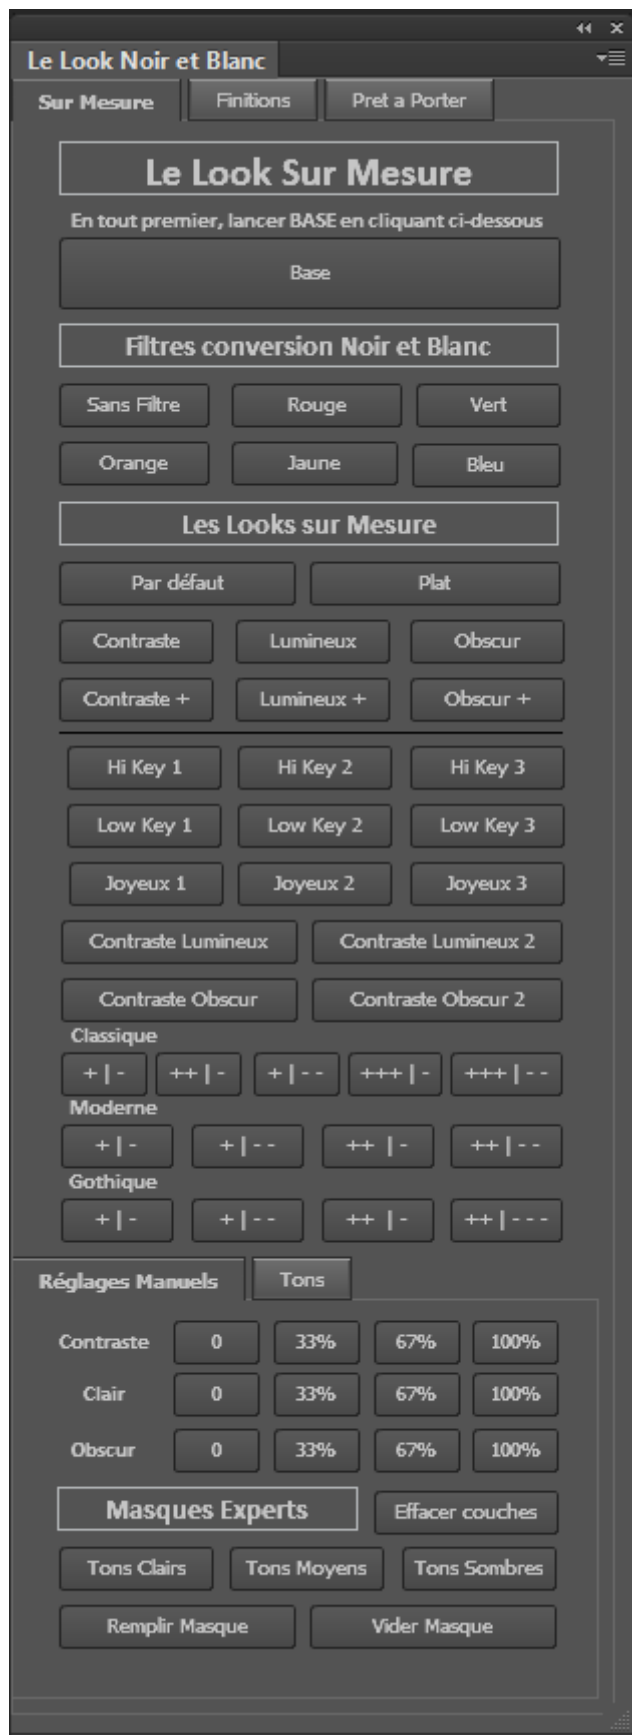 Le Look Noir et Blanc
Sur Mesure Finitions Pret a Porter
Le Look Sur Mesure
En tout premier, lancer BASE en cliquant ci-dessous
Base
Filtres conversion Noir et Blanc
Sans Filtre Rouge Vert
Orange Jaune Bleu
Les Looks sur Mesure
Par défaut Plat
Contraste Lumineux Obscur
Contraste + Lumineux + Obscur +
Hi Key 1 Hi Key 2 Hi Key 3
Low Key 1 Low Key 2 Low Key 3
Joyeux 1 Joyeux 2 Joyeux 3
Contraste Lumineux Contraste Lumineux 2
Contraste Obscur Contraste Obscur 2
Classique
+ | - ++ | - + | - - +++ | - +++ | - -
Moderne
+ | - + | - - ++ | - ++ | - -
Gothique
+ | - + | - - ++ | - ++ | - - -
Réglages Manuels Tons
Contraste 0 33% 67% 100%
Clair 0 33% 67% 100%
Obscur 0 33% 67% 100%
Masques Experts Effacer couches
Tons Clairs Tons Moyens Tons Sombres
Remplir Masque Vider Masque